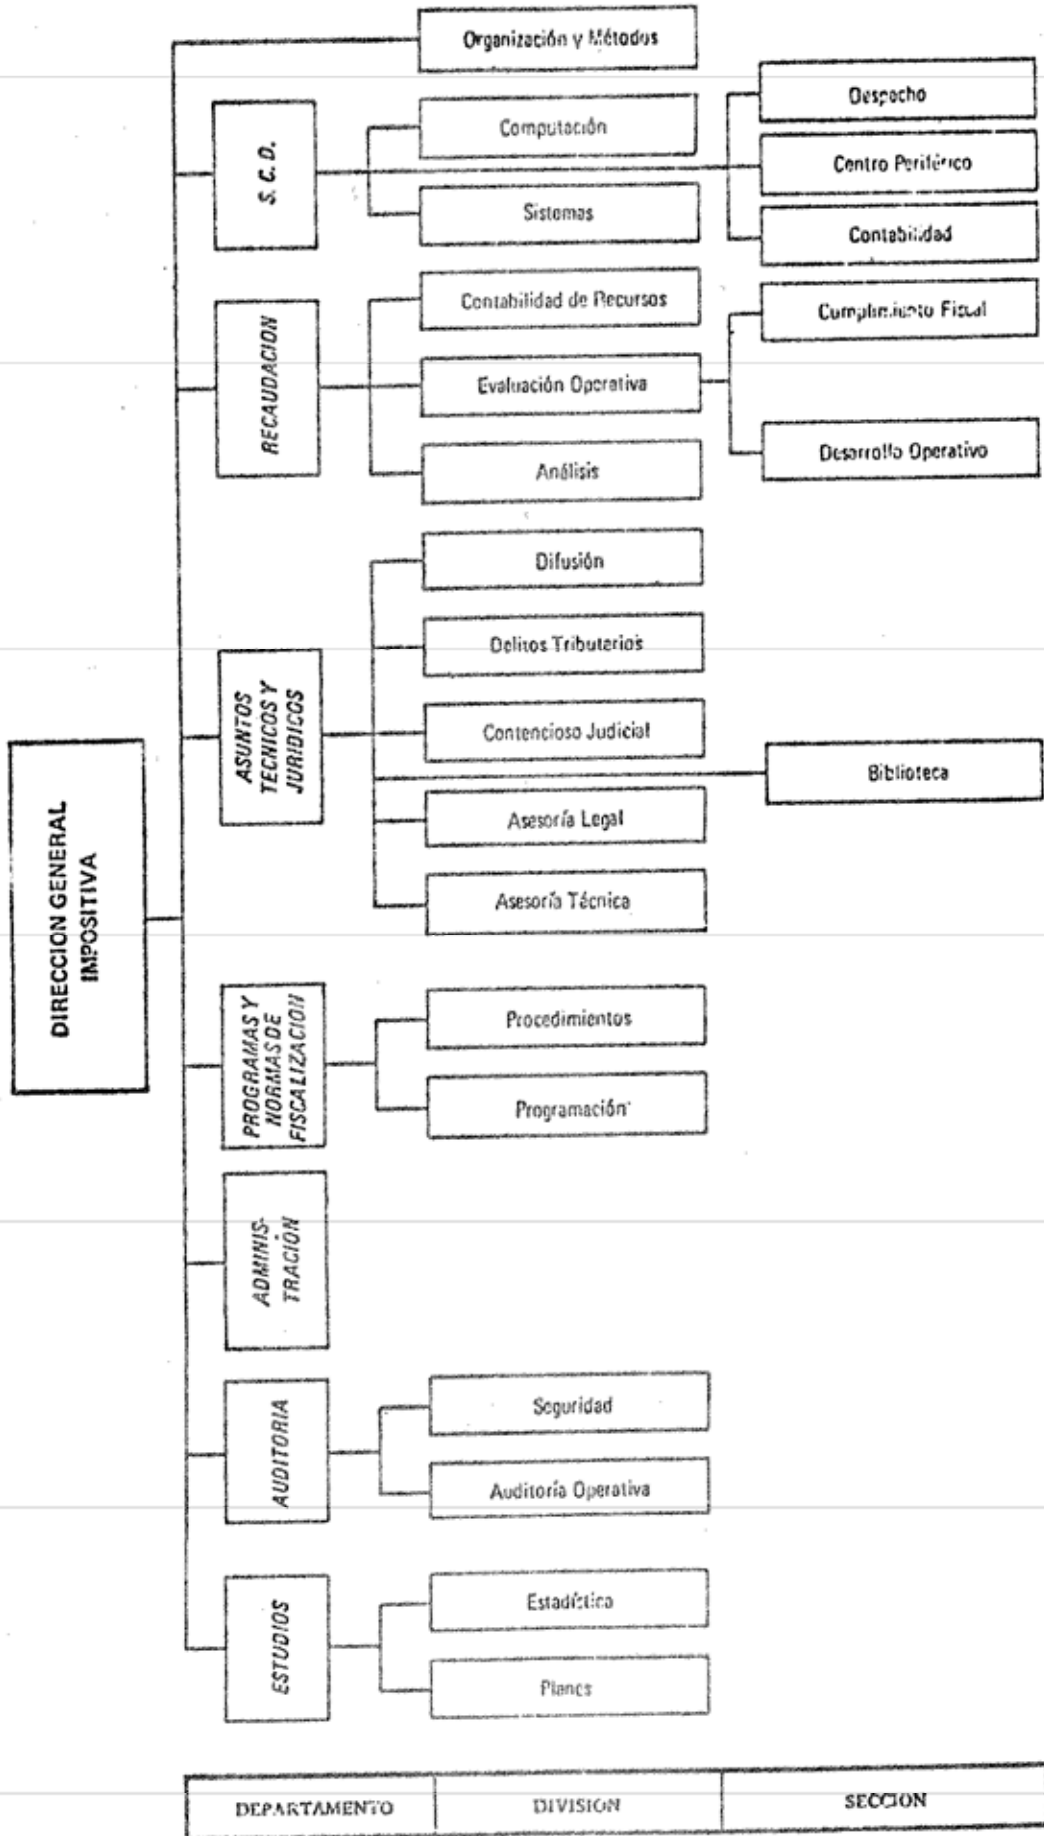 Organización y Métodos
S. C. D.
Computación
Sistemas
Despacho
Centro Periférico
Contabilidad
RECAUDACION
Contabilidad de Recursos
Evaluación Operativa
Análisis
Cumplimiento Fiscal
Desarrollo Operativo
ASUNTOS
TECNICOS Y
JURIDICOS
Difusión
Delitos Tributarios
Contencioso Judicial
Asesoría Legal
Asesoría Técnica
Biblioteca
DIRECCION GENERAL
IMPOSITIVA
PROGRAMAS Y
NORMAS DE
FISCALIZACION
Procedimientos
Programación
ADMINIS-
TRACIÓN
AUDITORIA
Seguridad
Auditoría Operativa
ESTUDIOS
Estadística
Planes
DEPARTAMENTO
DIVISION
SECCION